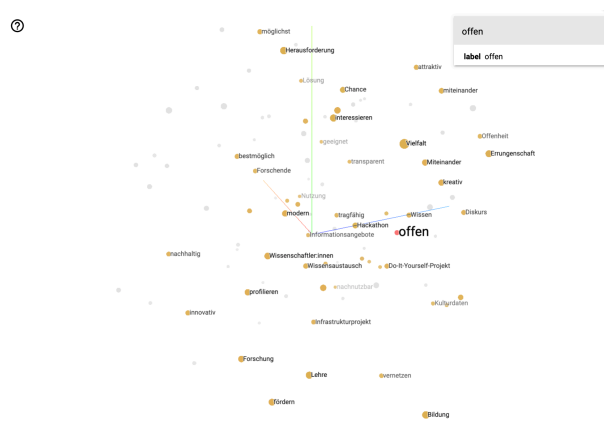 möglichst
offen
Herausforderung
label offen
attraktiv
Lösung
Chance
miteinander
interessieren
Offenheit
geeignet
Vielfalt
Errungenschaft
bestmöglich
transparent
Miteinander
Forschende
kreativ
Nutzung
modern
tragfähig
Wissen
Diskurs
Hackathon
offen
Informationsangebote
nachhaltig
Wissenschaftler:innen
Wissensaustausch
Do-It-Yourself-Projekt
profilieren
nachnutzbar
Kulturdaten
innovativ
Infrastrukturprojekt
Forschung
Lehre
vernetzen
fördern
Bildung